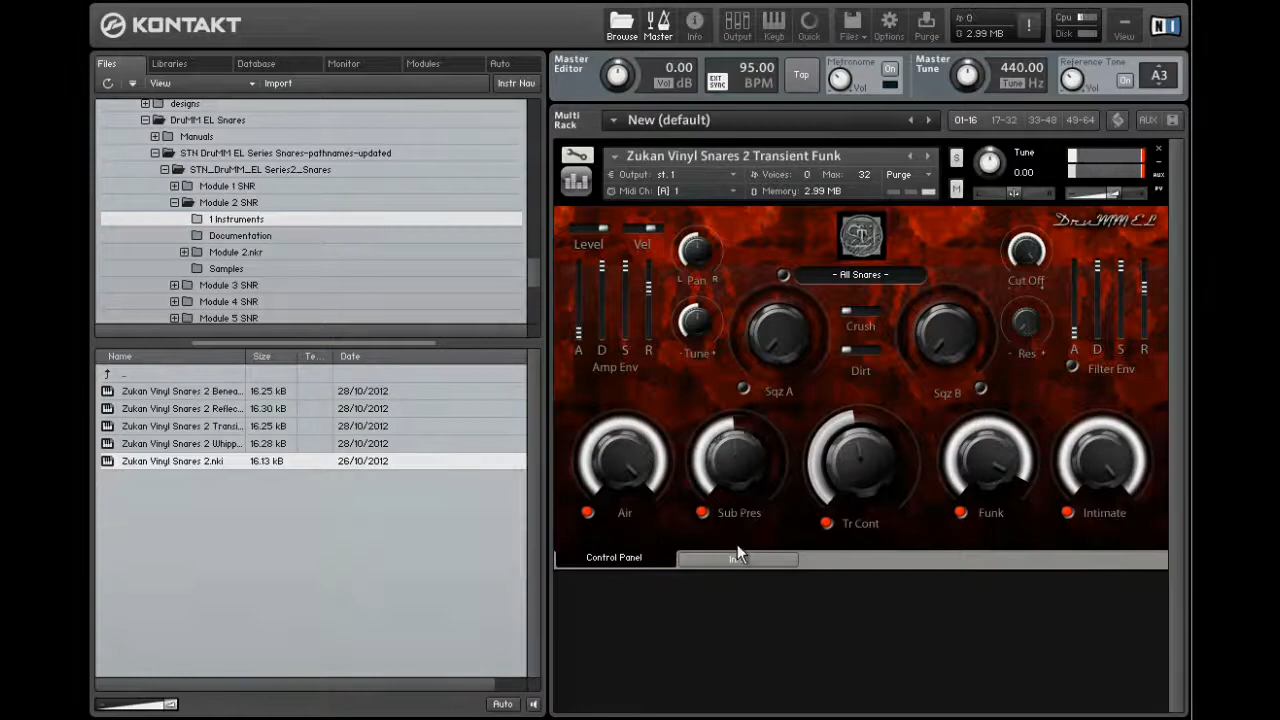 KONTAKT
Browse Master Info Output Keyb Quick Files Options Purge
0
2.99 MB
!
Cpu
Disk
View
NI
Files Libraries Database Monitor Modules Auto
View Import Instr Nav
designs
DruMM EL Snares
Manuals
STN DruMM EL Series Snares-pathnames-updated
STN_DruMM_EL Series2_Snares
Module 1 SNR
Module 2 SNR
1 Instruments
Documentation
Module 2.nkr
Samples
Module 3 SNR
Module 4 SNR
Module 5 SNR
Name Size Te... Date
..
Zukan Vinyl Snares 2 Benea... 16.25 kB 28/10/2012
Zukan Vinyl Snares 2 Reflec... 16.30 kB 28/10/2012
Zukan Vinyl Snares 2 Transi... 16.25 kB 28/10/2012
Zukan Vinyl Snares 2 Whipp... 16.28 kB 28/10/2012
Zukan Vinyl Snares 2.nki 16.13 kB 26/10/2012
Auto
Master Editor
0.00
Vol dB
EXT SYNC
95.00
BPM
Tap
Metronome
On
Vol
Master Tune
440.00
Tune Hz
Reference Tone
Vol
On
A3
Multi Rack
New (default)
01-16 17-32 33-48 49-64
AUX
Zukan Vinyl Snares 2 Transient Funk
Output: st. 1 Voices: 0 Max: 32 Purge
Midi Ch: [A] 1 Memory: 2.99 MB
S
M
Tune
0.00
AUX
PV
DruMM EL
Level Vel
L Pan R
- All Snares -
Cut Off
Crush
Dirt
- Tune +
- Res +
A D S R
Amp Env
Sqz A
Sqz B
A D S R
Filter Env
Air Sub Pres Tr Cont Funk Intimate
Control Panel